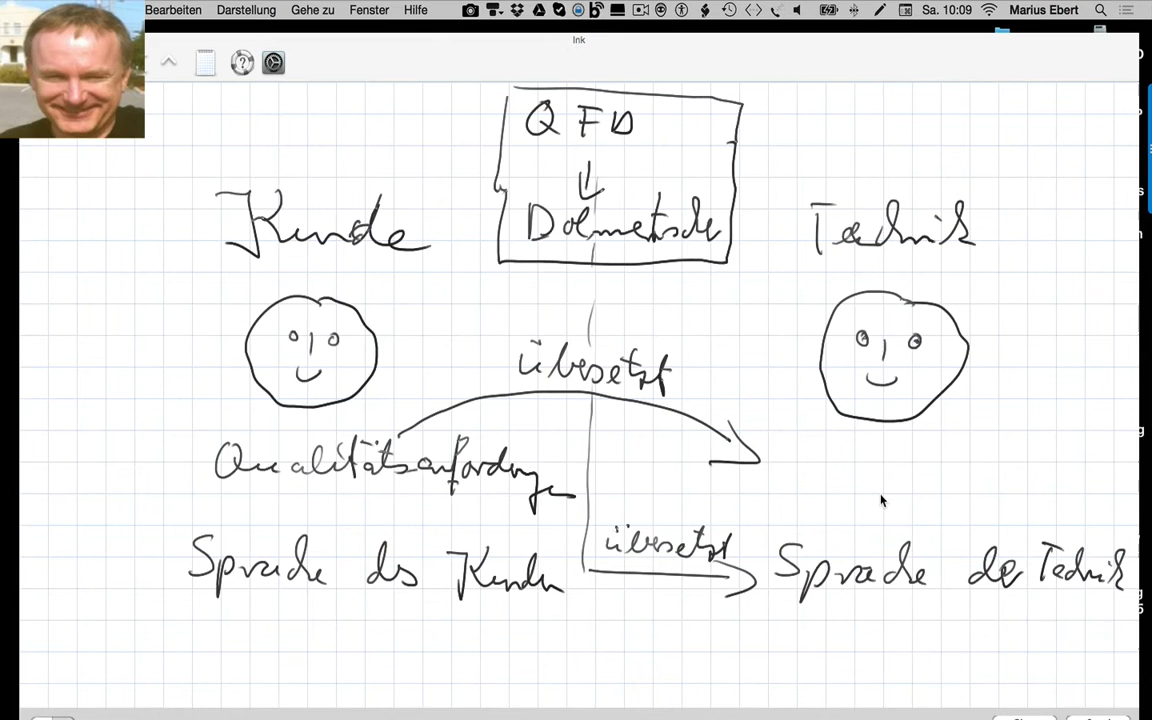 Bearbeiten Darstellung Gehe zu Fenster Hilfe Sa. 10:09 Marius Ebert
Ink
QFD
Dolmetscher
Kunde
Technik
übersetzt
Qualitätsanforderungen
übersetzt
Sprache des Kunden
Sprache der Technik